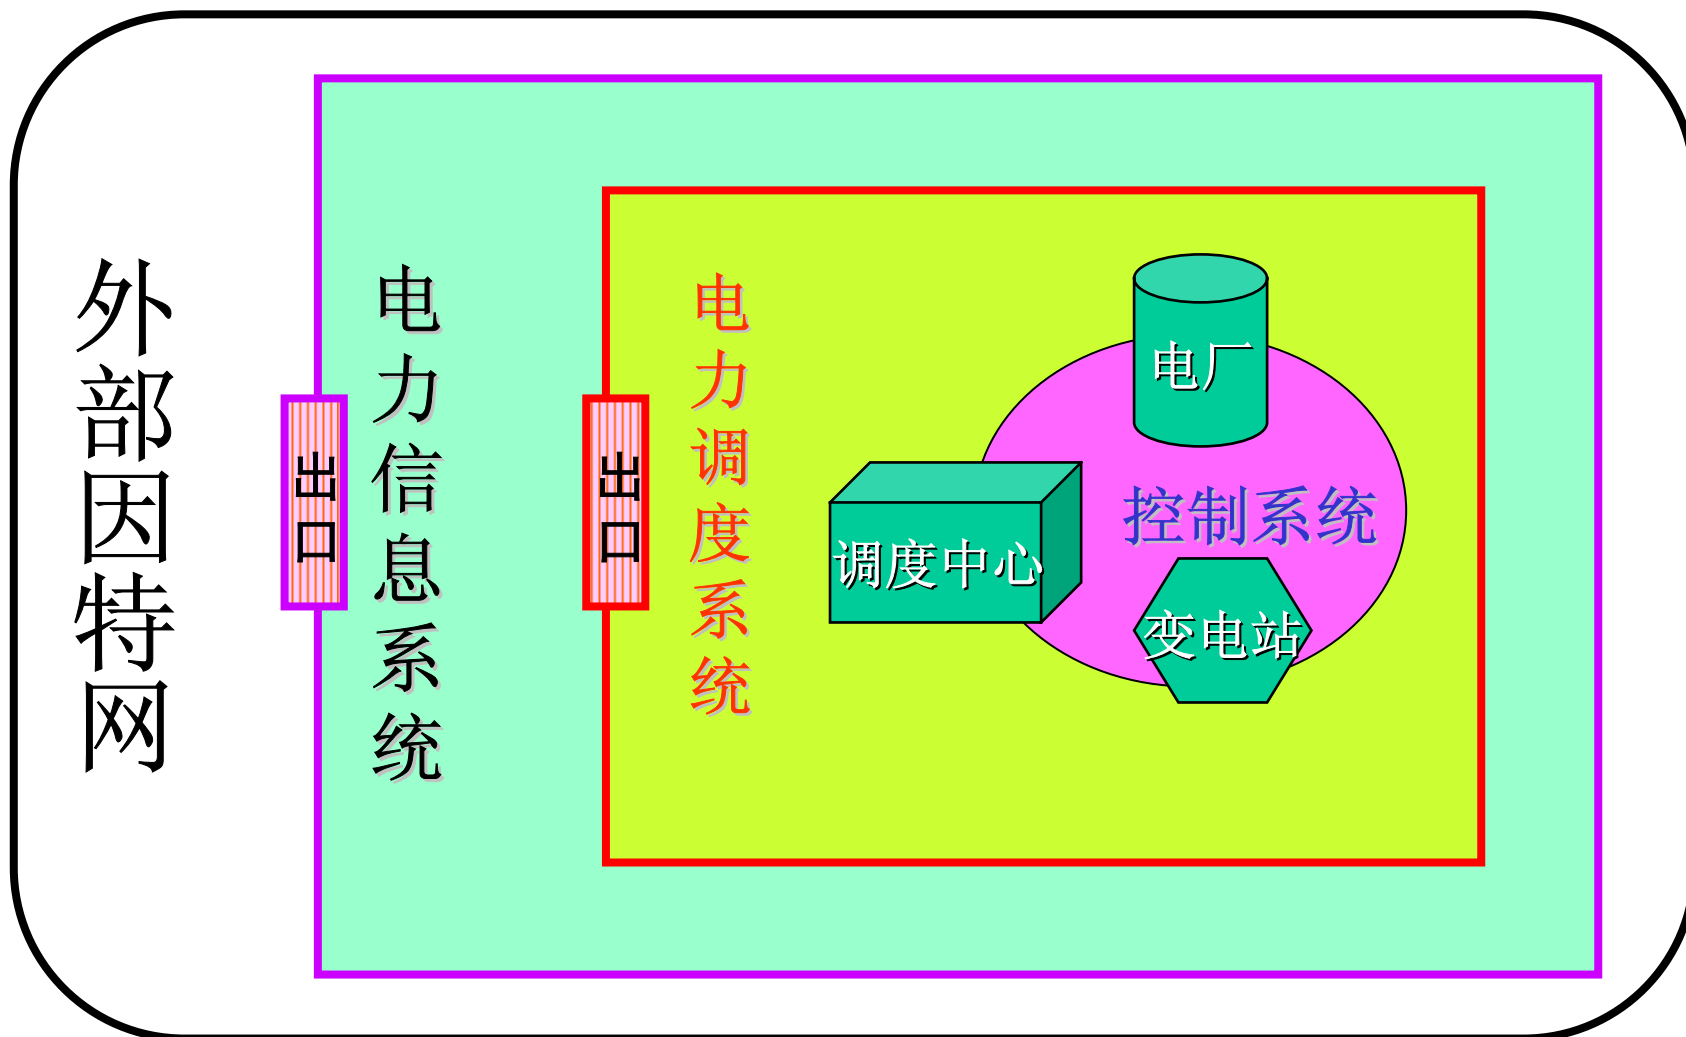 外部因特网
出口
电力信息系统
出口
电力调度系统
电厂
控制系统
调度中心
变电站